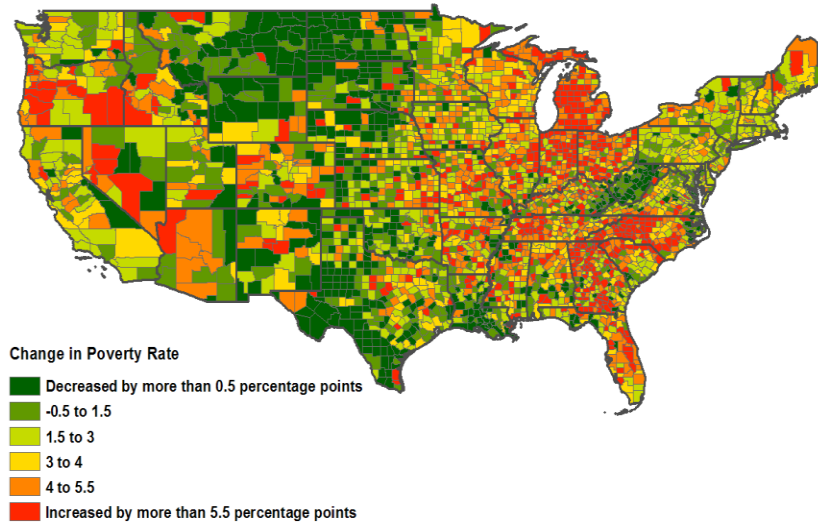 Change in Poverty Rate
Decreased by more than 0.5 percentage points
-0.5 to 1.5
1.5 to 3
3 to 4
4 to 5.5
Increased by more than 5.5 percentage points